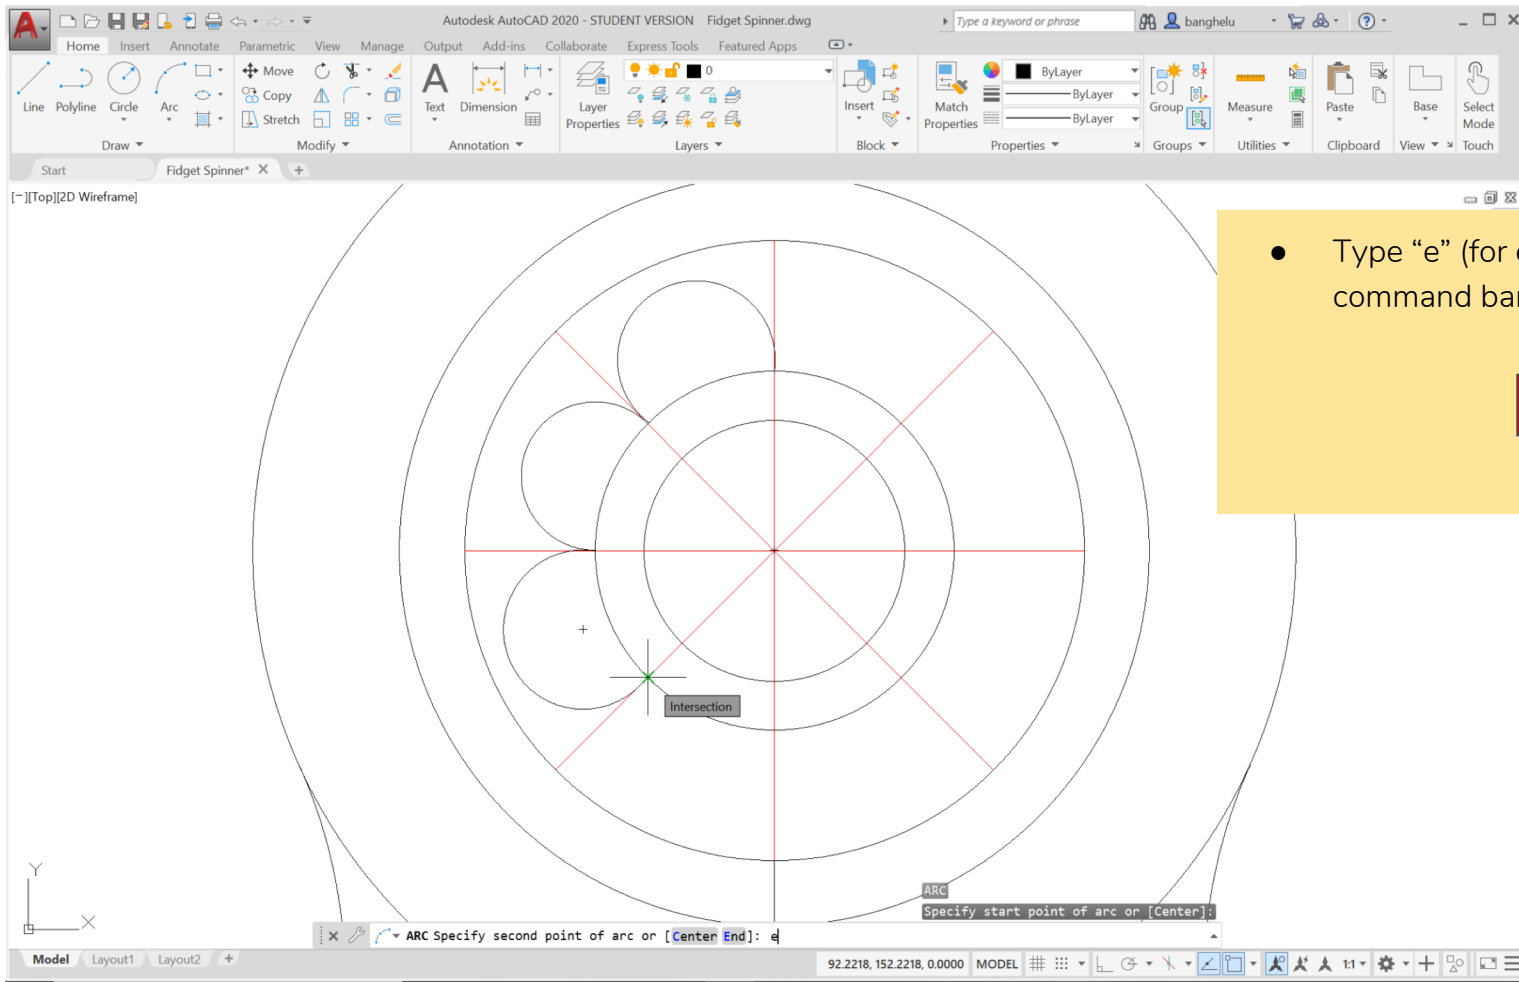 Autodesk AutoCAD 2020 - STUDENT VERSION Fidget Spinner.dwg
Type a keyword or phrase
banghelu
Home Insert Annotate Parametric View Manage Output Add-ins Collaborate Express Tools Featured Apps
Line Polyline Circle Arc
Move
Copy
Stretch
Text Dimension
Layer
Properties
0
Insert
Match
Properties
ByLayer
ByLayer
ByLayer
Group
Measure
Paste
Base
Select
Mode
Draw Modify Annotation Layers Block Properties Groups Utilities Clipboard View Touch
Start Fidget Spinner*
[−][Top][2D Wireframe]
● Type “e” (for
command
Intersection
Y
X
ARC
Specify start point of arc or [Center]:
ARC Specify second point of arc or [Center End]: e
Model Layout1 Layout2 +
92.2218, 152.2218, 0.0000 MODEL 1:1